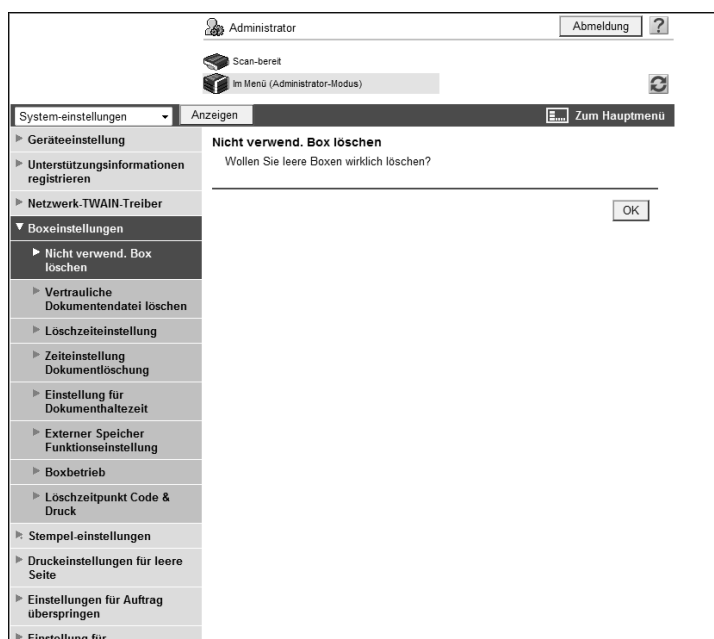 Administrator
Abmeldung
?
Scan-bereit
Im Menü (Administrator-Modus)
System-einstellungen
Anzeigen
Zum Hauptmenü
Geräteeinstellung
Unterstützungsinformationen
registrieren
Netzwerk-TWAIN-Treiber
Boxeinstellungen
Nicht verwend. Box
löschen
Vertrauliche
Dokumentendatei löschen
Löschzeiteinstellung
Zeiteinstellung
Dokumentlöschung
Einstellung für
Dokumenthaltezeit
Externer Speicher
Funktionseinstellung
Boxbetrieb
Löschzeitpunkt Code &
Druck
Stempel-einstellungen
Druckeinstellungen für leere
Seite
Einstellungen für Auftrag
überspringen
Einstellung für
Nicht verwend. Box löschen
Wollen Sie leere Boxen wirklich löschen?
OK